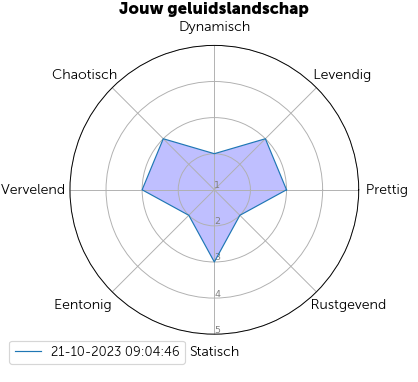 Jouw geluidslandschap
Dynamisch
Chaotisch
Levendig
Vervelend
Prettig
1
2
3
4
5
Eentonig
Rustgevend
Statisch
21-10-2023 09:04:46